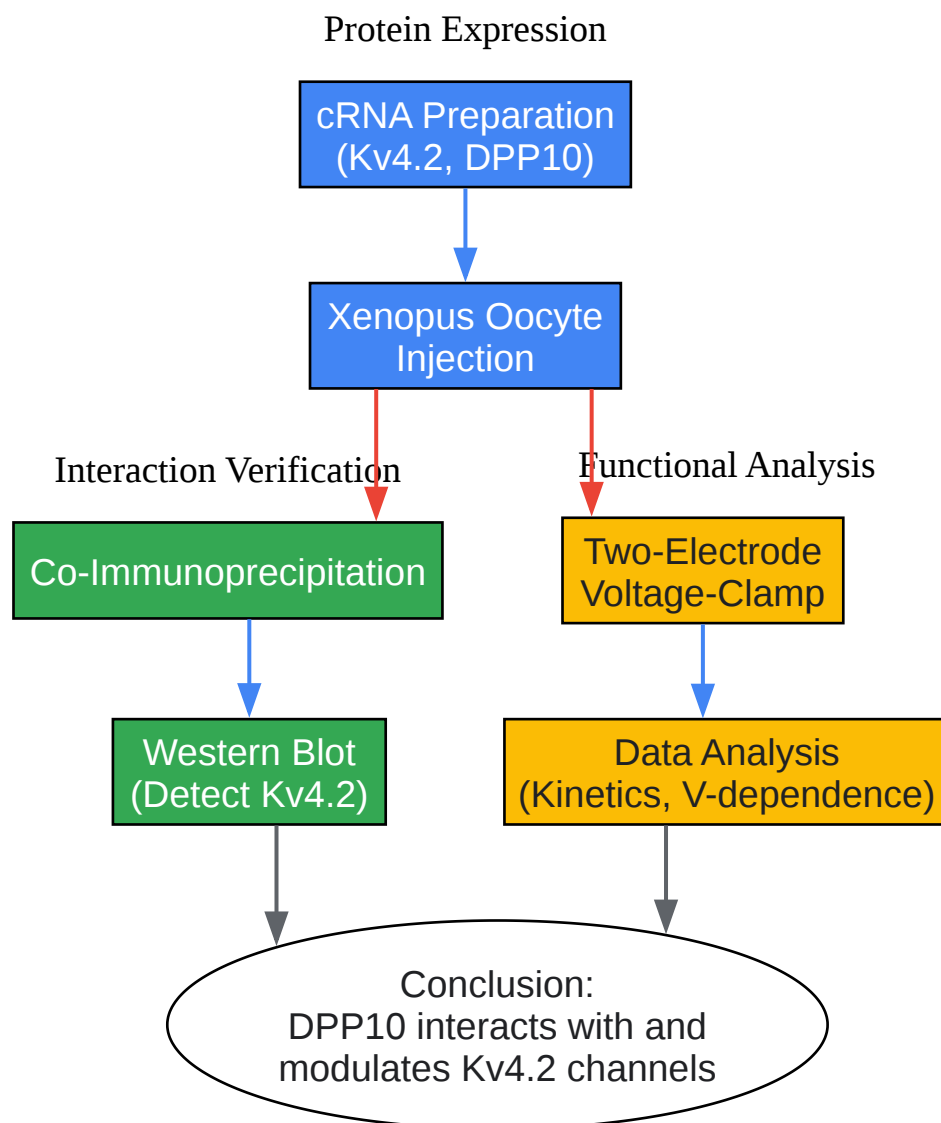 Protein Expression
cRNA Preparation
(Kv4.2, DPP10)
Xenopus Oocyte
Injection
Interaction Verification
Functional Analysis
Co-Immunoprecipitation
Two-Electrode
Voltage-Clamp
Western Blot
(Detect Kv4.2)
Data Analysis
(Kinetics, V-dependence)
Conclusion:
DPP10 interacts with and
modulates Kv4.2 channels